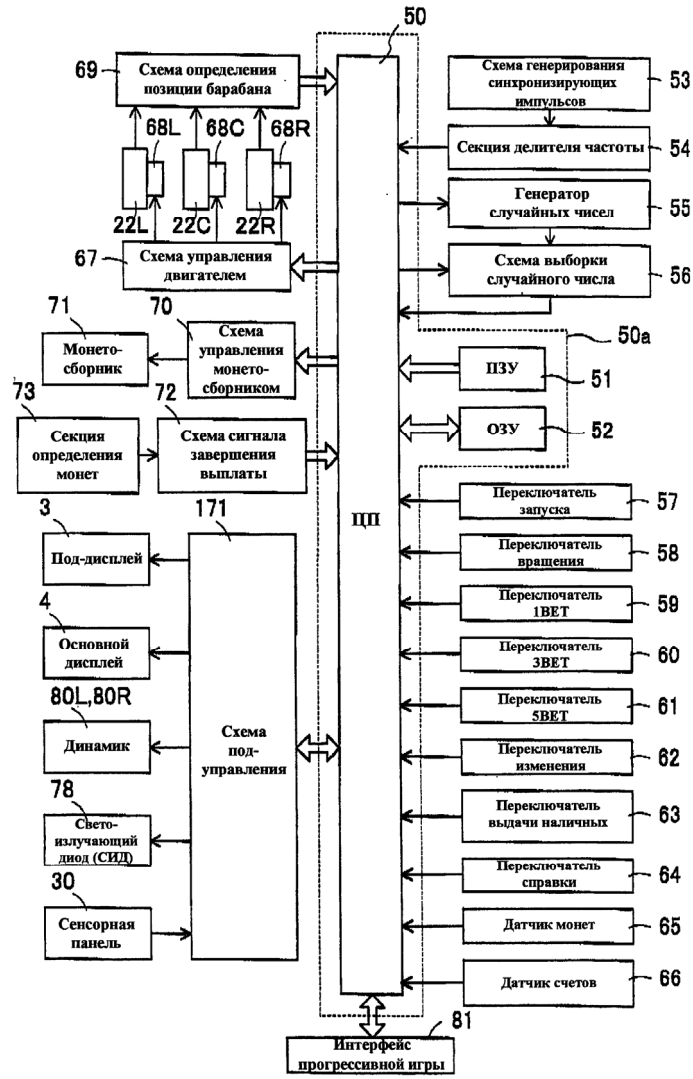 50
69
Схема определения
позиции барабана
Схема генерирования
синхронизирующих
импульсов
53
68L
68C
68R
Секция делителя частоты
54
22L
22C
22R
Генератор
случайных чисел
55
67
Схема управления
двигателем
Схема выборки
случайного числа
56
50a
71
Монето-
сборник
70
Схема
управления
монето-
сборником
ПЗУ
51
73
Секция
определения
монет
72
Схема сигнала
завершения
выплаты
ОЗУ
52
ЦП
3
Под-дисплей
171
Схема
под-
управления
4
Основной
дисплей
80L,80R
Динамик
78
Свето-
излучающий
диод (СИД)
30
Сенсорная
панель
Переключатель
запуска
57
Переключатель
вращения
58
Переключатель
1BET
59
Переключатель
3BET
60
Переключатель
5BET
61
Переключатель
изменения
62
Переключатель
выдачи наличных
63
Переключатель
справки
64
Датчик монет
65
Датчик счетов
66
81
Интерфейс
прогрессивной игры